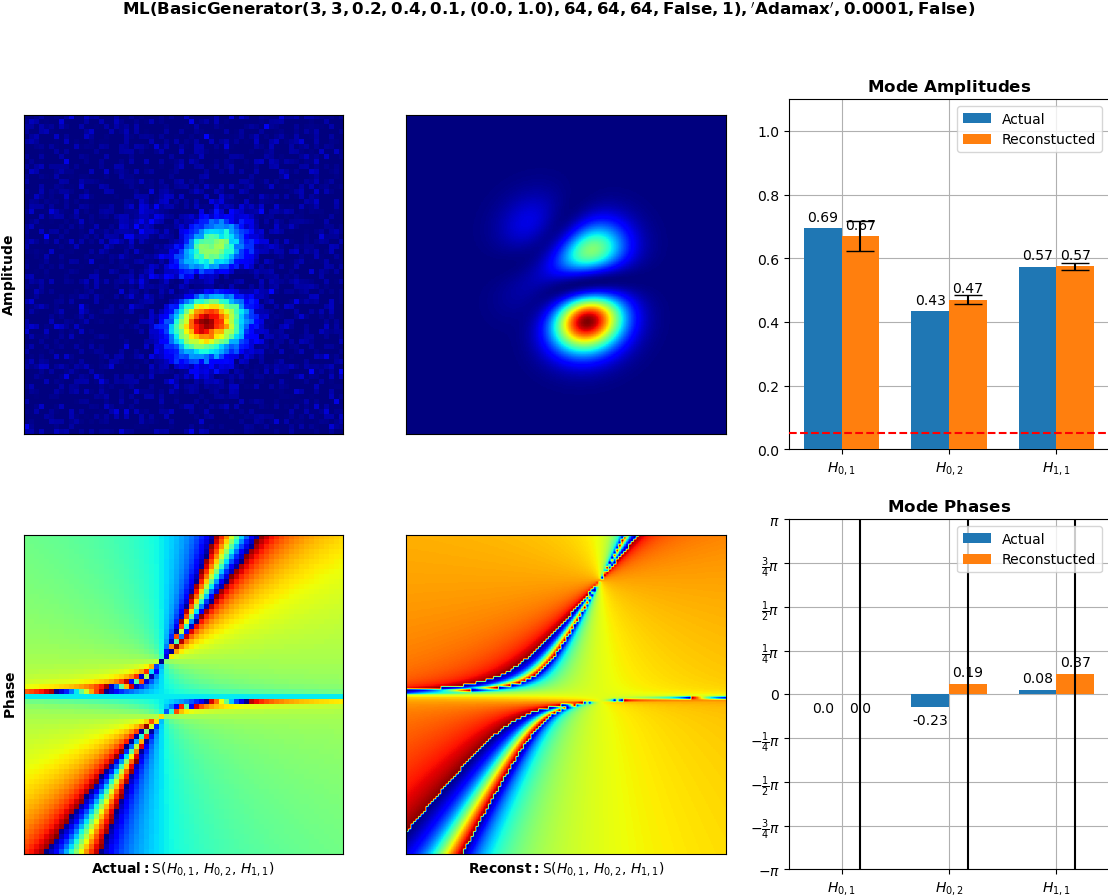 ML(BasicGenerator(3, 3, 0.2, 0.4, 0.1, (0.0, 1.0), 64, 64, 64, False, 1), ′Adamax′, 0.0001, False)
Amplitude
Mode Amplitudes
Actual
Reconstucted
1.0
0.8
0.6
0.4
0.2
0.0
0.69
0.67
0.43
0.47
0.57
0.57
H0,1
H0,2
H1,1
Phase
Actual: S(H0,1, H0,2, H1,1)
Reconst: S(H0,1, H0,2, H1,1)
Mode Phases
Actual
Reconstucted
π
3/4π
1/2π
1/4π
0
−1/4π
−1/2π
−3/4π
−π
0.0
0.0
-0.23
0.19
0.08
0.37
H0,1
H0,2
H1,1